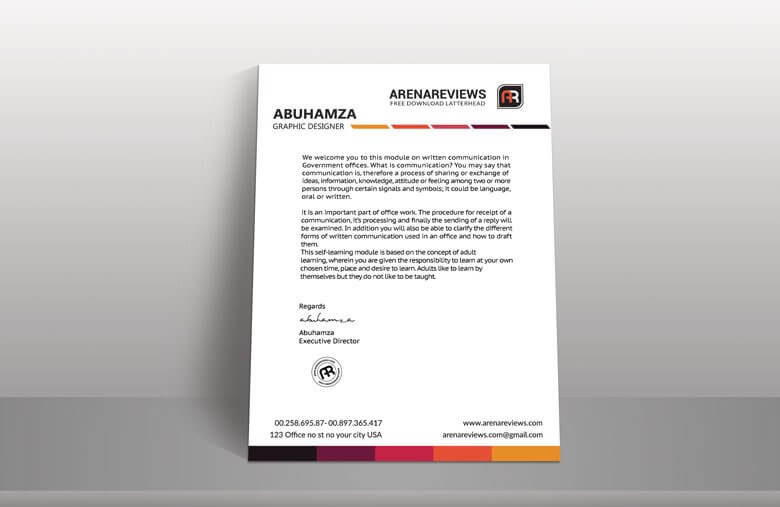 ARENAREVIEWS
FREE DOWNLOAD LATTERHEAD
AR
ABUHAMZA
GRAPHIC DESIGNER
We welcome you to this module on written communication in
Government offices. What is communication? You may say that
communication is, therefore a process of sharing or exchange of
ideas, information, knowledge, attitude or feeling among two or more
persons through certain signals and symbols; it could be language,
oral or written.
It is an important part of office work. The procedure for receipt of a
communication, it's processing and finally the sending of a reply will
be examined. In addition you will also be able to clarify the different
forms of written communication used in an office and how to draft
them.
This self-learning module is based on the concept of adult
learning, wherein you are given the responsibility to learn at your own
chosen time, place and desire to learn. Adults like to learn by
themselves but they do not like to be taught.
Regards
abuhamza
Abuhamza
Executive Director
AR
00.258.695.87- 00.897.365.417
123 Office no st no your city USA
www.arenareviews.com
arenareviews.com@gmail.com